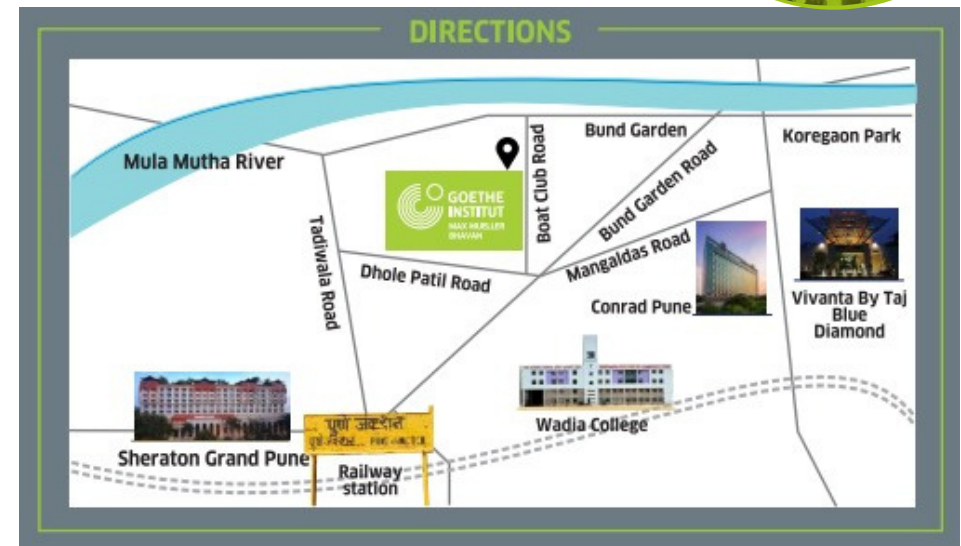 DIRECTIONS
Mula Mutha River
Bund Garden
Koregaon Park
Boat Club Road
Bund Garden Road
GOETHE
INSTITUT
MAX MUELLER
BHAVAN
Tadiwala Road
Dhole Patil Road
Mangaldas Road
Conrad Pune
Vivanta By Taj
Blue
Diamond
Wadia College
Sheraton Grand Pune
पुणे
Railway
station